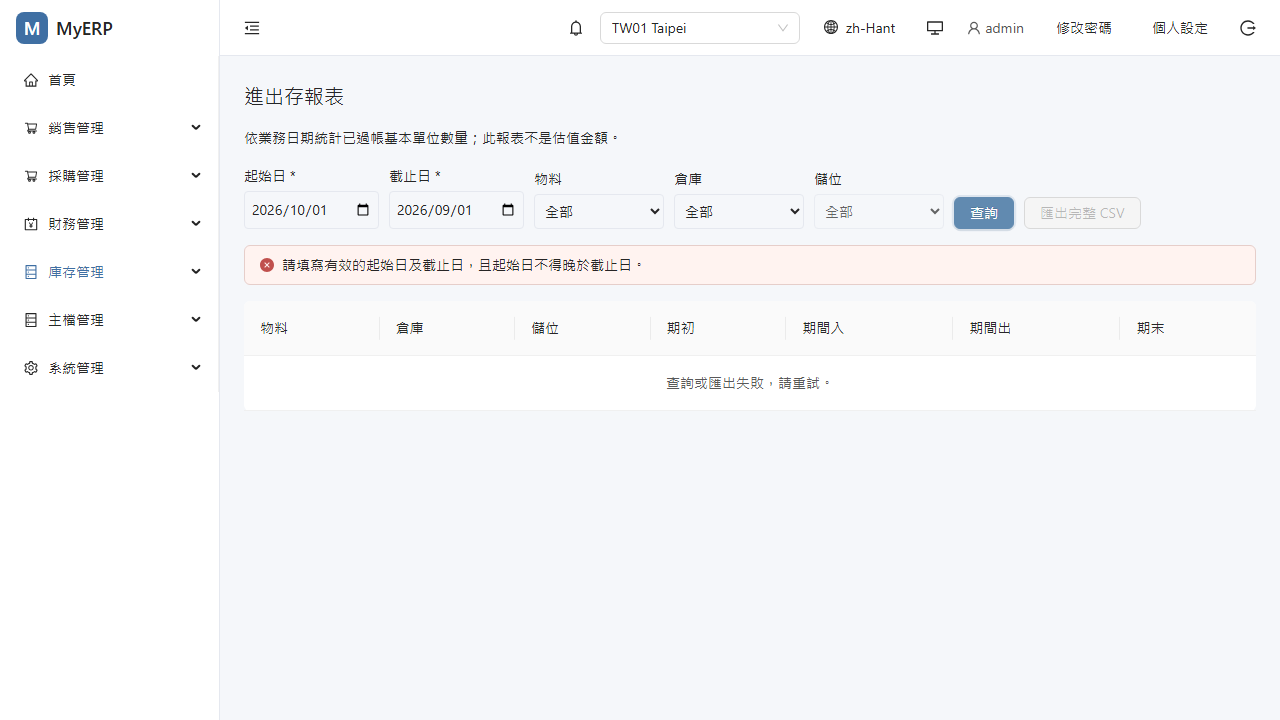 M MyERP
TW01 Taipei
zh-Hant
admin
修改密碼
個人設定
首頁
銷售管理
採購管理
財務管理
庫存管理
主檔管理
系統管理
進出存報表
依業務日期統計已過帳基本單位數量；此報表不是估值金額。
起始日 * 截止日 * 物料 倉庫 儲位
2026/10/01 2026/09/01 全部 全部 全部 查詢 匯出完整 CSV
請填寫有效的起始日及截止日，且起始日不得晚於截止日。
物料 倉庫 儲位 期初 期間入 期間出 期末
查詢或匯出失敗，請重試。